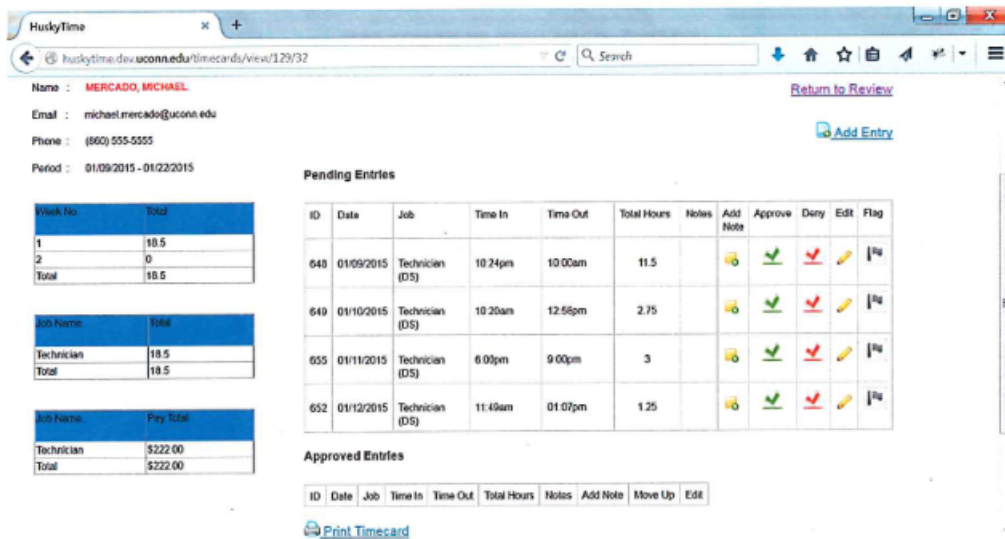 HuskyTime × +
huskytime.dev.uconn.edu/timecards/view/129/32
Search
Name : MERCADO, MICHAEL
Return to Review
Email : michael.mercado@uconn.edu
Add Entry
Phone : (860) 555-5555
Period : 01/09/2015 - 01/22/2015
Pending Entries
Week No. Total
1 18.5
2 0
Total 18.5
Job Name. Total
Technician 18.5
Total 18.5
Job Name. Pay Total
Technician $222.00
Total $222.00
ID Date Job Time In Time Out Total Hours Notes Add Note Approve Deny Edit Flag
648 01/09/2015 Technician (DS) 10:24pm 10:00am 11.5
649 01/10/2015 Technician (DS) 10:20am 12:58pm 2.75
655 01/11/2015 Technician (DS) 6:00pm 9:00pm 3
652 01/12/2015 Technician (DS) 11:49am 01:07pm 1.25
Approved Entries
ID Date Job Time In Time Out Total Hours Notes Add Note Move Up Edit
Print Timecard